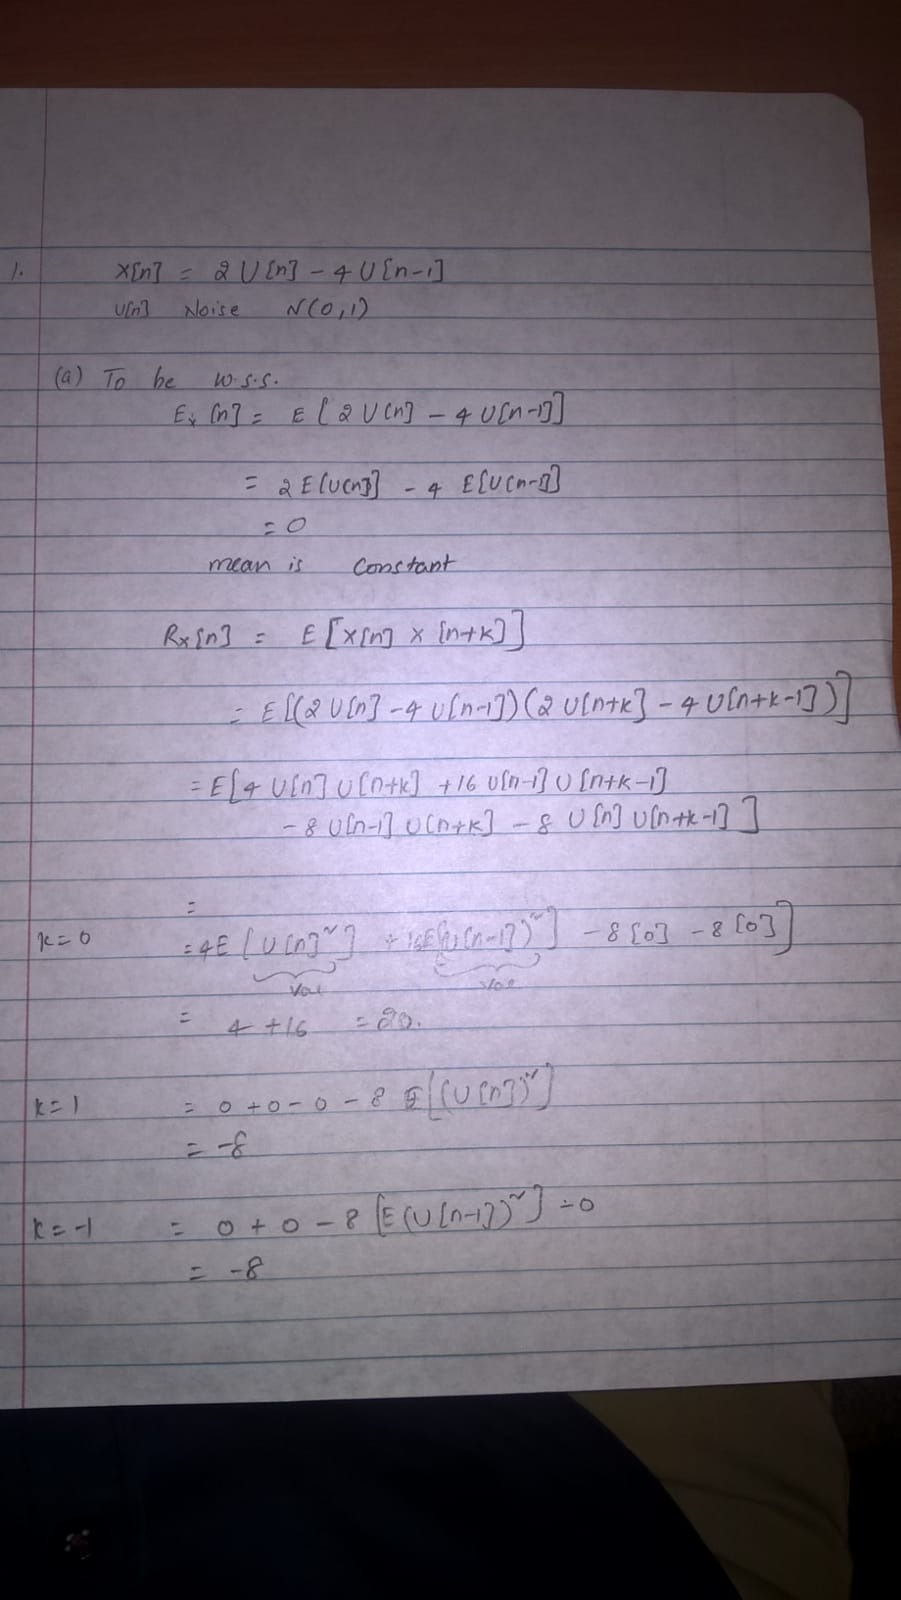 1. X[n] = 2 U[n] - 4 U[n-1]
U[n] Noise N(0,1)
(a) To be w.s.s.
Ex [n] = E [2 U[n] - 4 U[n-1]]
= 2 E[U[n]] - 4 E[U[n-1]]
= 0
mean is constant
Rx[n] = E [X[n] X [n+k]]
= E [(2 U[n] - 4 U[n-1]) (2 U[n+k] - 4 U[n+k-1])]
= E[4 U[n] U[n+k] + 16 U[n-1] U[n+k-1]
- 8 U[n-1] U[n+k] - 8 U[n] U[n+k-1] ]
=
k=0 = 4E [U[n]²] + 16E[(U[n-1])²] - 8 [0] - 8 [0]]
Var Var
= 4 + 16 = 20.
k=1 = 0 + 0 - 0 - 8 E[(U[n])²]
= -8
k=-1 = 0 + 0 - 8 [E(U[n-1])²] - 0
= -8